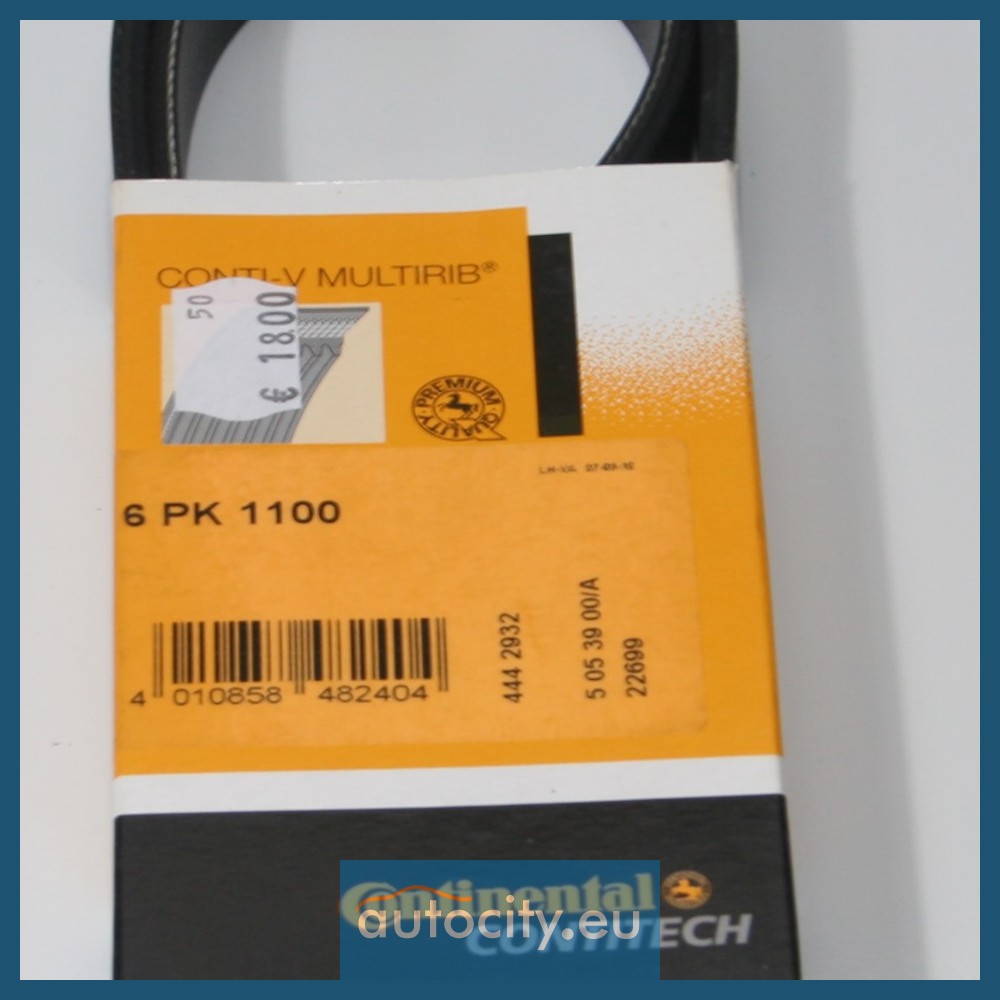 CONTI-V MULTIRIB®
50
€ 18.00
PREMIUM QUALITY
6 PK 1100
4 010858 482404
444 2932
5 05 39 00/A
22699
Continental
CONTITECH
autocity.eu